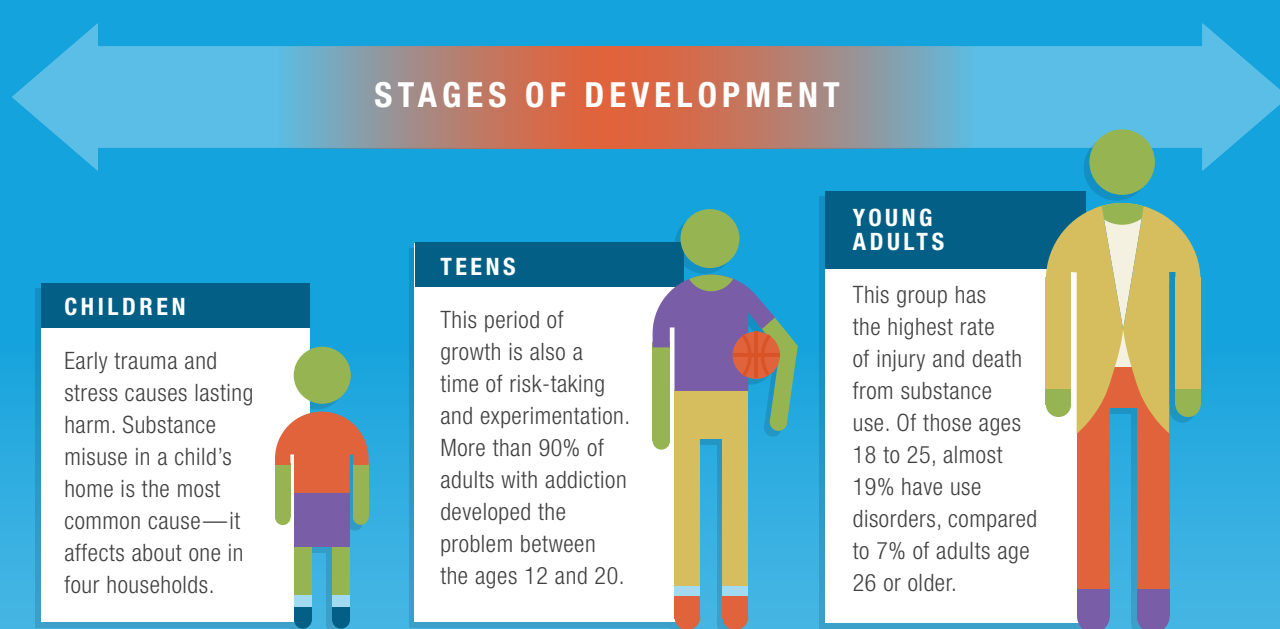 STAGES OF DEVELOPMENT
CHILDREN
Early trauma and
stress causes lasting
harm. Substance
misuse in a child’s
home is the most
common cause—it
affects about one in
four households.
TEENS
This period of
growth is also a
time of risk-taking
and experimentation.
More than 90% of
adults with addiction
developed the
problem between
the ages 12 and 20.
YOUNG
ADULTS
This group has
the highest rate
of injury and death
from substance
use. Of those ages
18 to 25, almost
19% have use
disorders, compared
to 7% of adults age
26 or older.